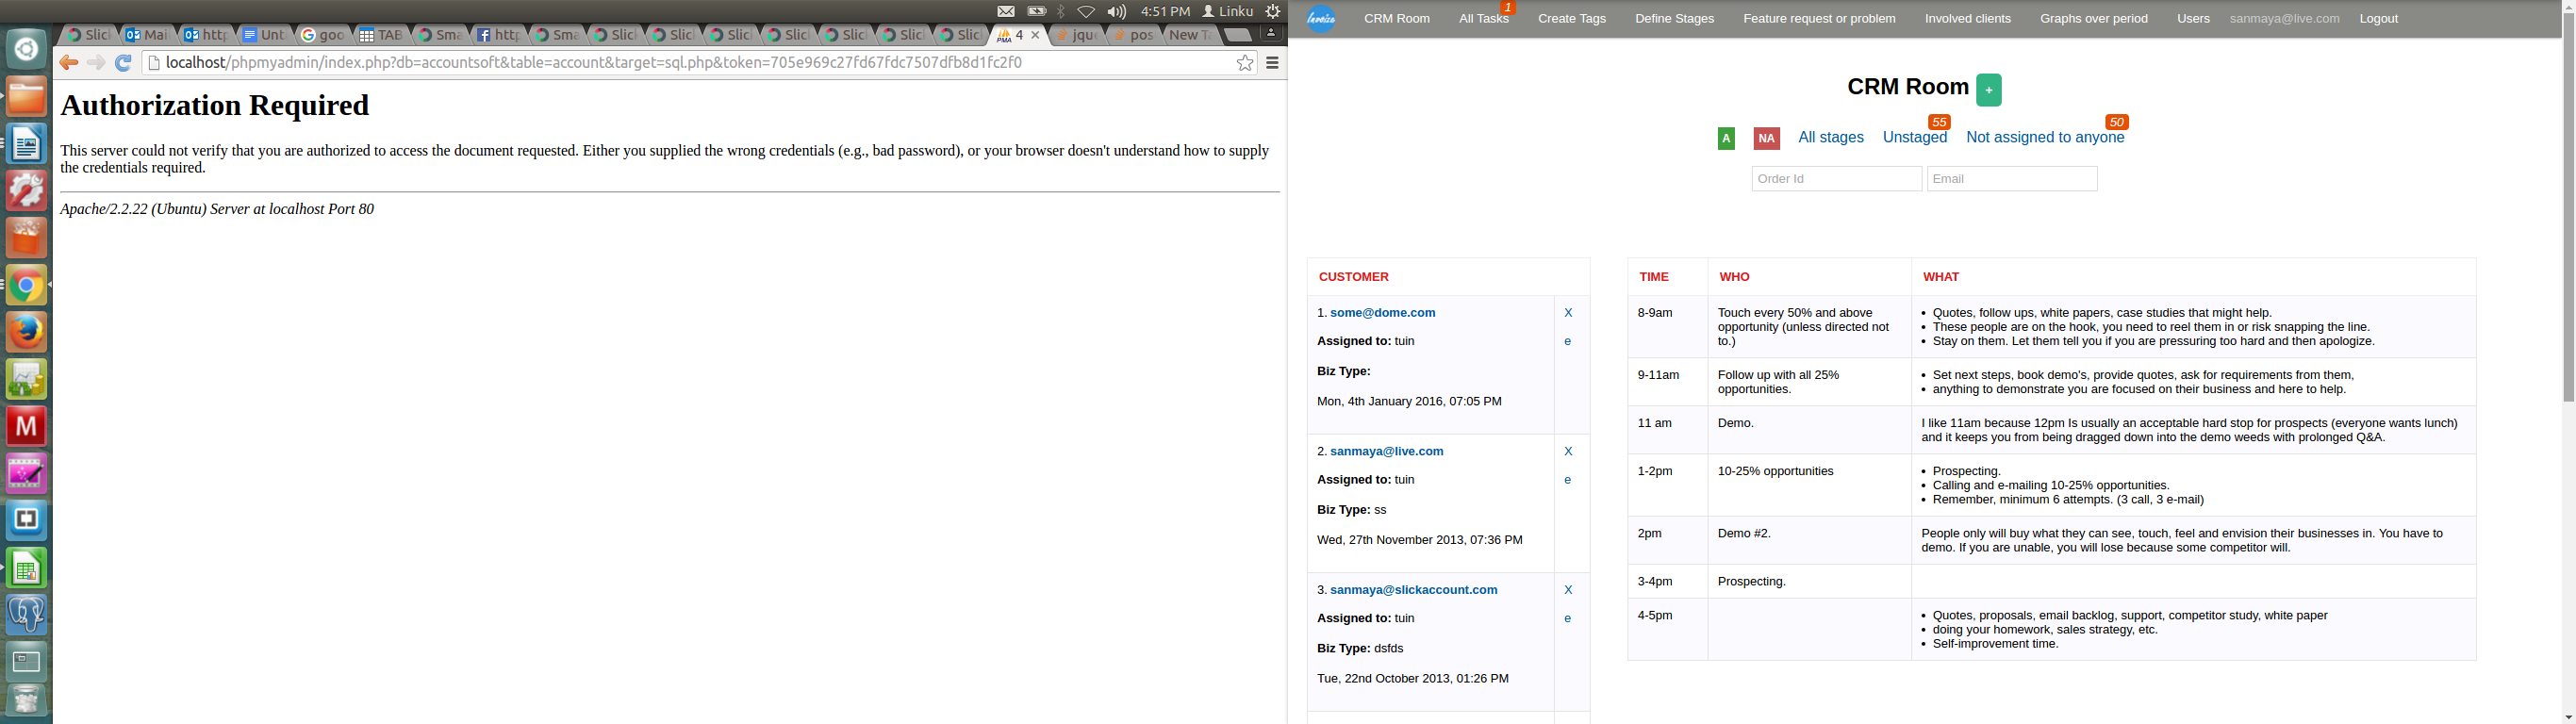 4:51 PM Linku
Slic Mai http Unt goo TAB Sma http Sma Slick Slic Slic Slic Slic Slic Slic 4 jqu pos New T
localhost/phpmyadmin/index.php?db=accountsoft&table=account&target=sql.php&token=705e969c27fd67fdc7507dfb8d1fc2f0
Authorization Required
This server could not verify that you are authorized to access the document requested. Either you supplied the wrong credentials (e.g., bad password), or your browser doesn't understand how to supply
the credentials required.
Apache/2.2.22 (Ubuntu) Server at localhost Port 80
CRM Room All Tasks 1 Create Tags Define Stages Feature request or problem Involved clients Graphs over period Users sanmaya@live.com Logout
CRM Room +
A NA All stages Unstaged 55 Not assigned to anyone 50
Order Id Email
CUSTOMER
1. some@dome.com X
Assigned to: tuin e
Biz Type:
Mon, 4th January 2016, 07:05 PM
2. sanmaya@live.com X
Assigned to: tuin e
Biz Type: ss
Wed, 27th November 2013, 07:36 PM
3. sanmaya@slickaccount.com X
Assigned to: tuin e
Biz Type: dsfds
Tue, 22nd October 2013, 01:26 PM
TIME WHO WHAT
8-9am
Touch every 50% and above
opportunity (unless directed not
to.)
• Quotes, follow ups, white papers, case studies that might help.
• These people are on the hook, you need to reel them in or risk snapping the line.
• Stay on them. Let them tell you if you are pressuring too hard and then apologize.
9-11am
Follow up with all 25%
opportunities.
• Set next steps, book demo's, provide quotes, ask for requirements from them,
• anything to demonstrate you are focused on their business and here to help.
11 am
Demo.
I like 11am because 12pm Is usually an acceptable hard stop for prospects (everyone wants lunch)
and it keeps you from being dragged down into the demo weeds with prolonged Q&A.
1-2pm
10-25% opportunities
• Prospecting.
• Calling and e-mailing 10-25% opportunities.
• Remember, minimum 6 attempts. (3 call, 3 e-mail)
2pm
Demo #2.
People only will buy what they can see, touch, feel and envision their businesses in. You have to
demo. If you are unable, you will lose because some competitor will.
3-4pm
Prospecting.
4-5pm
• Quotes, proposals, email backlog, support, competitor study, white paper
• doing your homework, sales strategy, etc.
• Self-improvement time.